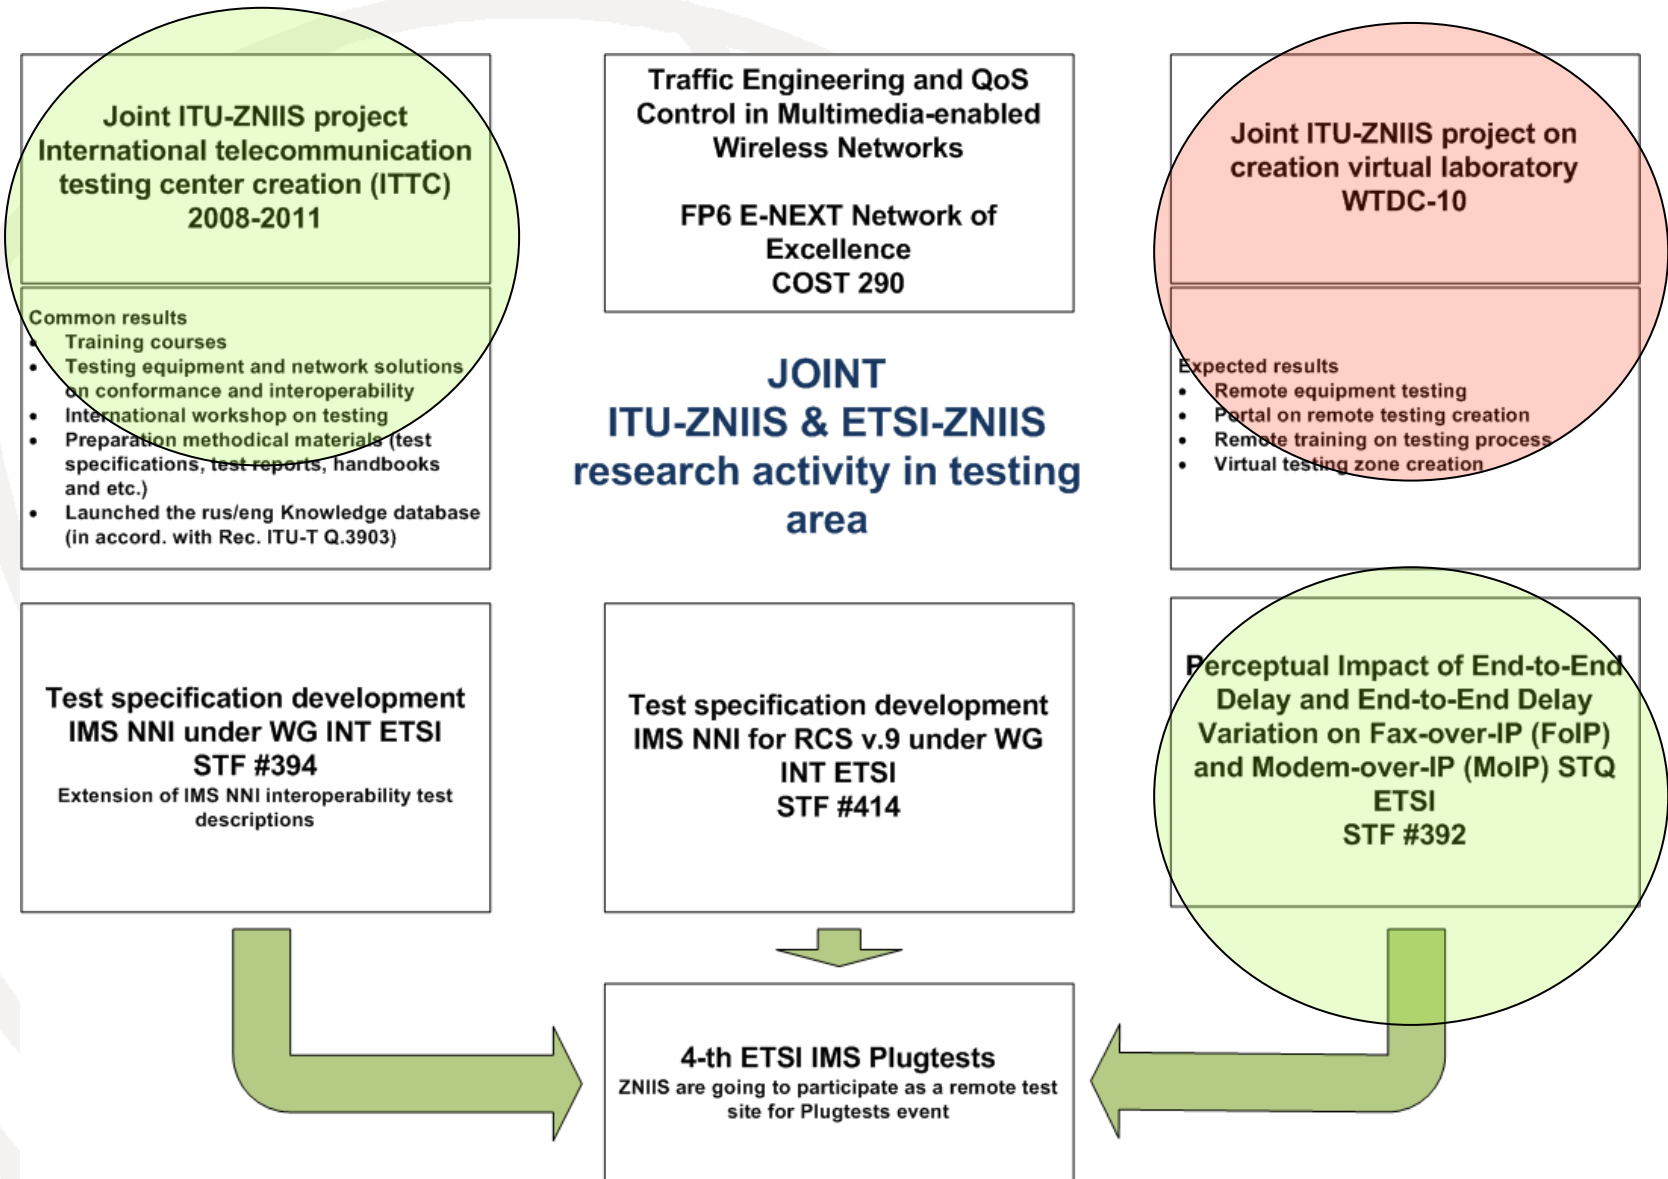 Joint ITU-ZNIIS project
International telecommunication
testing center creation (ITTC)
2008-2011
Common results
• Training courses
• Testing equipment and network solutions
on conformance and interoperability
• International workshop on testing
• Preparation methodical materials (test
specifications, test reports, handbooks
and etc.)
• Launched the rus/eng Knowledge database
(in accord. with Rec. ITU-T Q.3903)
Traffic Engineering and QoS
Control in Multimedia-enabled
Wireless Networks
FP6 E-NEXT Network of
Excellence
COST 290
JOINT
ITU-ZNIIS & ETSI-ZNIIS
research activity in testing
area
Joint ITU-ZNIIS project on
creation virtual laboratory
WTDC-10
Expected results
• Remote equipment testing
• Portal on remote testing creation
• Remote training on testing process
• Virtual testing zone creation
Test specification development
IMS NNI under WG INT ETSI
STF #394
Extension of IMS NNI interoperability test
descriptions
Test specification development
IMS NNI for RCS v.9 under WG
INT ETSI
STF #414
Perceptual Impact of End-to-End
Delay and End-to-End Delay
Variation on Fax-over-IP (FoIP)
and Modem-over-IP (MoIP) STQ
ETSI
STF #392
4-th ETSI IMS Plugtests
ZNIIS are going to participate as a remote test
site for Plugtests event